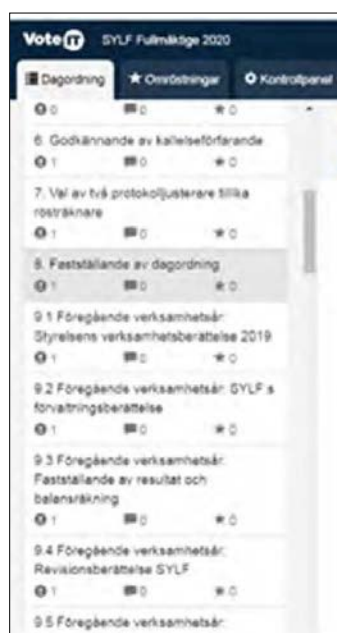 VoteIT SYLF Fullmäktige 2020
Dagordning Omröstningar Kontrollpanel
0 0 0
6. Godkännande av kallelseförfarande
1 0 0
7. Val av två protokolljusterare tillika
rösträknare
1 0 0
8. Fastställande av dagordning
1 0 0
9.1 Föregående verksamhetsår:
Styrelsens verksamhetsberättelse 2019
1 0 0
9.2 Föregående verksamhetsår: SYLF s
förvaltningsberättelse
1 0 0
9.3 Föregående verksamhetsår:
Fastställande av resultat och
balansräkning
1 0 0
9.4 Föregående verksamhetsår:
Revisionsberättelse SYLF
1 0 0
9.5 Föregående verksamhetsår: